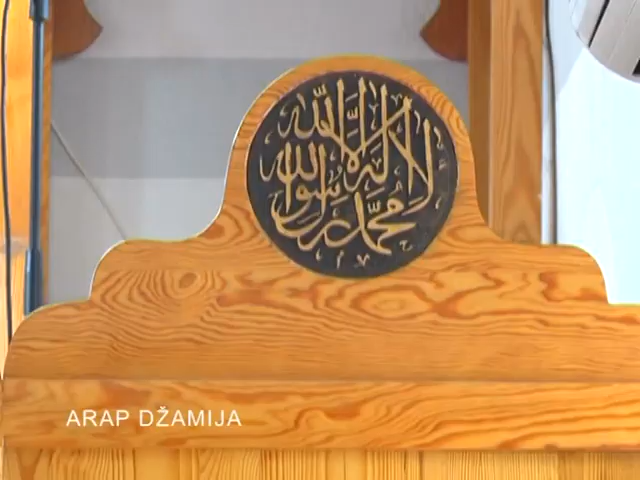 لا إله إلا الله
محمد رسول الله
ARAP DŽAMIJA